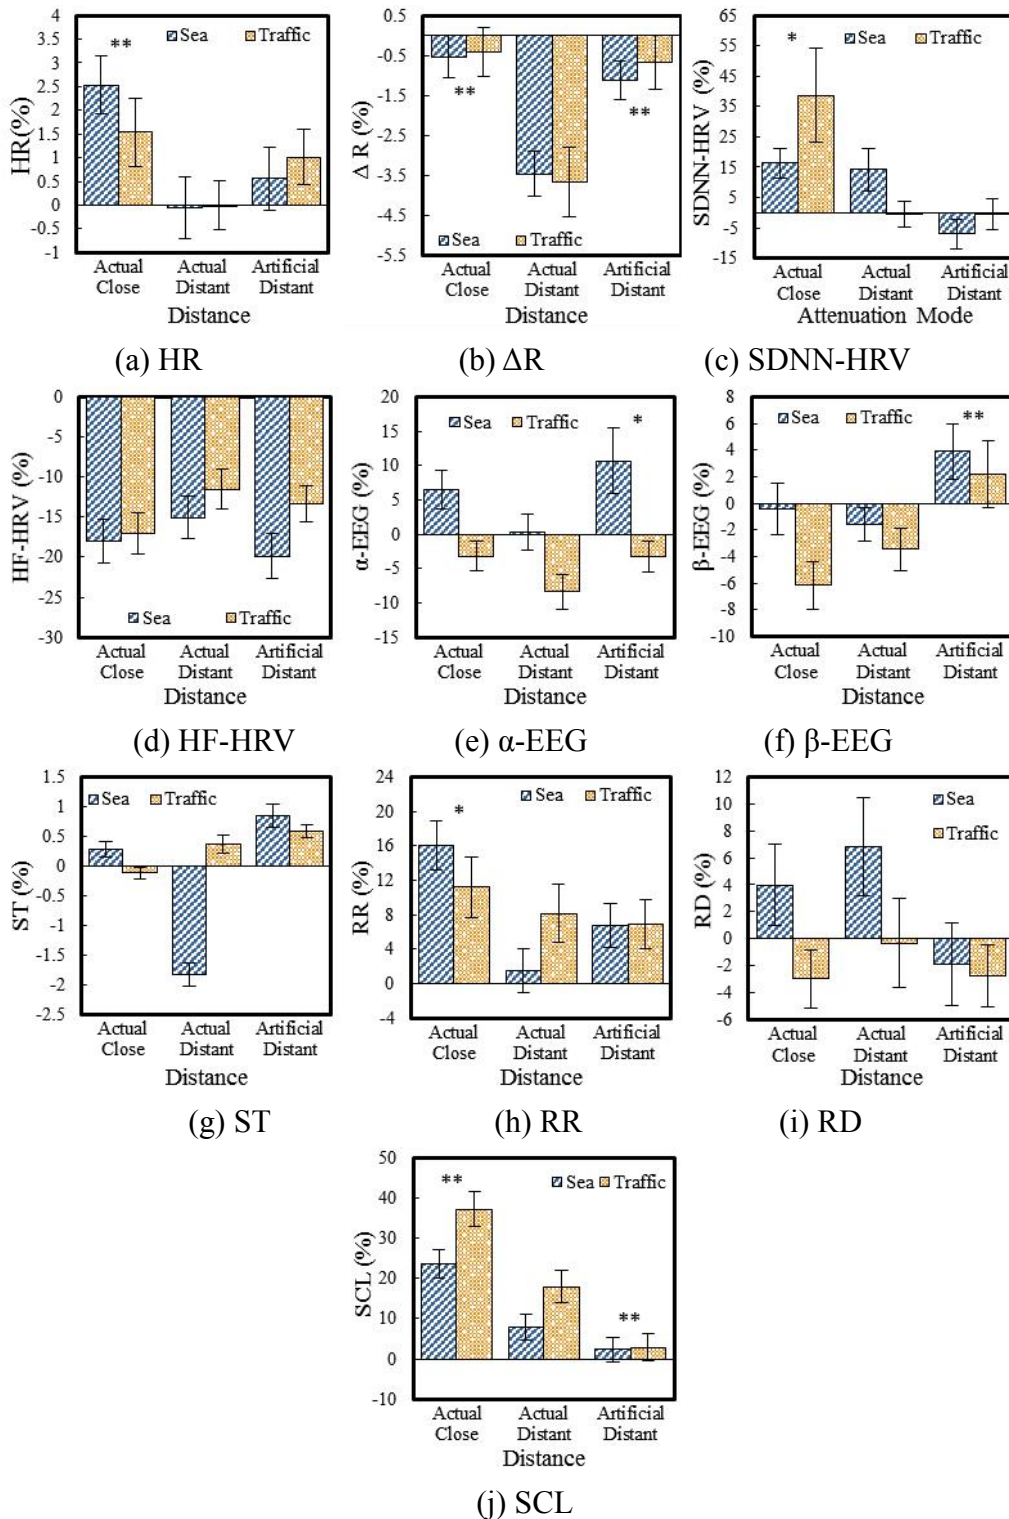 4
3.5
3
2.5
2
1.5
1
0.5
0
-0.5
-1
HR(%)
Sea Traffic
**
Actual Close
Actual Distant
Artificial Distant
Distance
(a) HR
0.5
-0.5
-1.5
-2.5
-3.5
-4.5
-5.5
Δ R (%)
**
**
Sea Traffic
Actual Close
Actual Distant
Artificial Distant
Distance
(b) ΔR
65
55
45
35
25
15
5
-5
-15
SDNN-HRV (%)
Sea Traffic
*
Actual Close
Actual Distant
Artificial Distant
Attenuation Mode
(c) SDNN-HRV
0
-5
-10
-15
-20
-25
-30
HF-HRV (%)
Sea Traffic
Actual Close
Actual Distant
Artificial Distant
Distance
(d) HF-HRV
20
15
10
5
0
-5
-10
-15
α-EEG (%)
Sea Traffic
*
Actual Close
Actual Distant
Artificial Distant
Distance
(e) α-EEG
8
6
4
2
0
-2
-4
-6
-8
-10
β-EEG (%)
Sea Traffic
**
Actual Close
Actual Distant
Artificial Distant
Distance
(f) β-EEG
1.5
1
0.5
0
-0.5
-1
-1.5
-2
-2.5
ST (%)
Sea Traffic
Actual Close
Actual Distant
Artificial Distant
Distance
(g) ST
24
20
16
12
8
4
0
-4
RR (%)
Sea Traffic
*
Actual Close
Actual Distant
Artificial Distant
Distance
(h) RR
12
10
8
6
4
2
0
-2
-4
-6
RD (%)
Sea
Traffic
Actual Close
Actual Distant
Artificial Distant
Distance
(i) RD
50
40
30
20
10
0
-10
SCL (%)
**
Sea Traffic
**
Actual Close
Actual Distant
Artificial Distant
Distance
(j) SCL